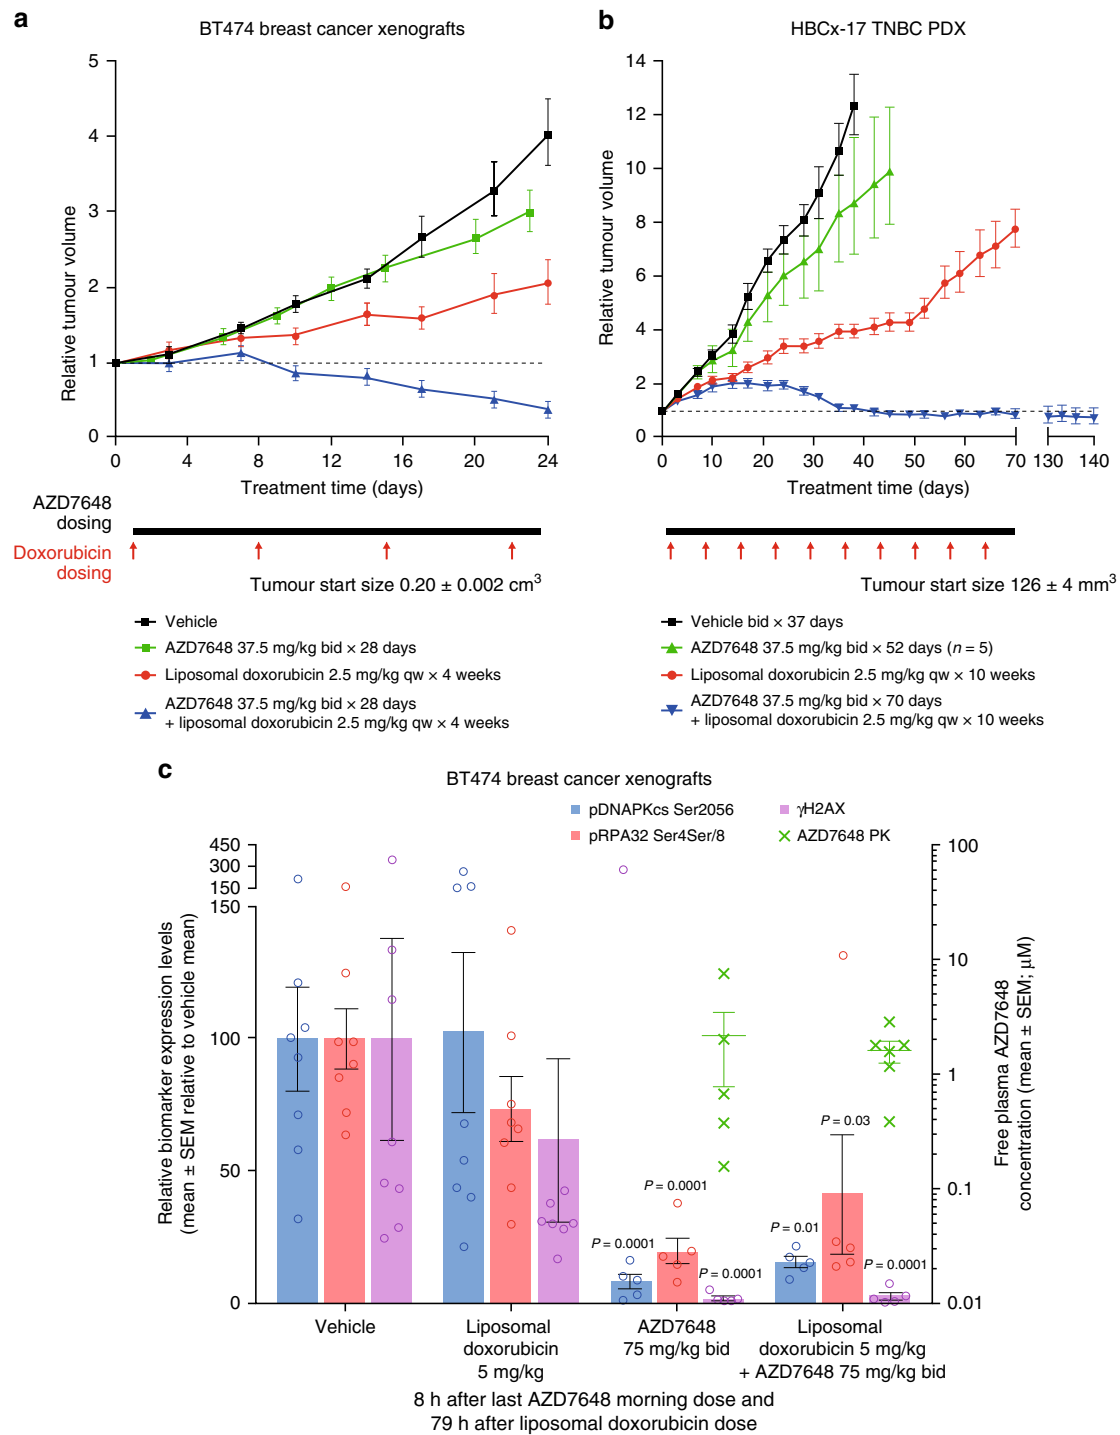 a
BT474 breast cancer xenografts
5
4
3
2
1
0
Relative tumour volume
0 4 8 12 16 20 24
Treatment time (days)
AZD7648
dosing
Doxorubicin
dosing
Tumour start size 0.20 ± 0.002 cm³
Vehicle
AZD7648 37.5 mg/kg bid × 28 days
Liposomal doxorubicin 2.5 mg/kg qw × 4 weeks
AZD7648 37.5 mg/kg bid × 28 days
+ liposomal doxorubicin 2.5 mg/kg qw × 4 weeks
b
HBCx-17 TNBC PDX
14
12
10
8
6
4
2
0
Relative tumour volume
0 10 20 30 40 50 60 70 130 140
Treatment time (days)
Tumour start size 126 ± 4 mm³
Vehicle bid × 37 days
AZD7648 37.5 mg/kg bid × 52 days (n = 5)
Liposomal doxorubicin 2.5 mg/kg qw × 10 weeks
AZD7648 37.5 mg/kg bid × 70 days
+ liposomal doxorubicin 2.5 mg/kg qw × 10 weeks
c
BT474 breast cancer xenografts
pDNAPKcs Ser2056
pRPA32 Ser4Ser/8
γH2AX
AZD7648 PK
450
300
150
150
100
50
0
Relative biomarker expression levels
(mean ± SEM relative to vehicle mean)
P = 0.0001
P = 0.0001
P = 0.0001
P = 0.01
P = 0.03
P = 0.0001
100
10
1
0.1
0.01
Free plasma AZD7648
concentration (mean ± SEM; μM)
Vehicle
Liposomal
doxorubicin
5 mg/kg
AZD7648
75 mg/kg bid
Liposomal
doxorubicin 5 mg/kg
+ AZD7648 75 mg/kg bid
8 h after last AZD7648 morning dose and
79 h after liposomal doxorubicin dose